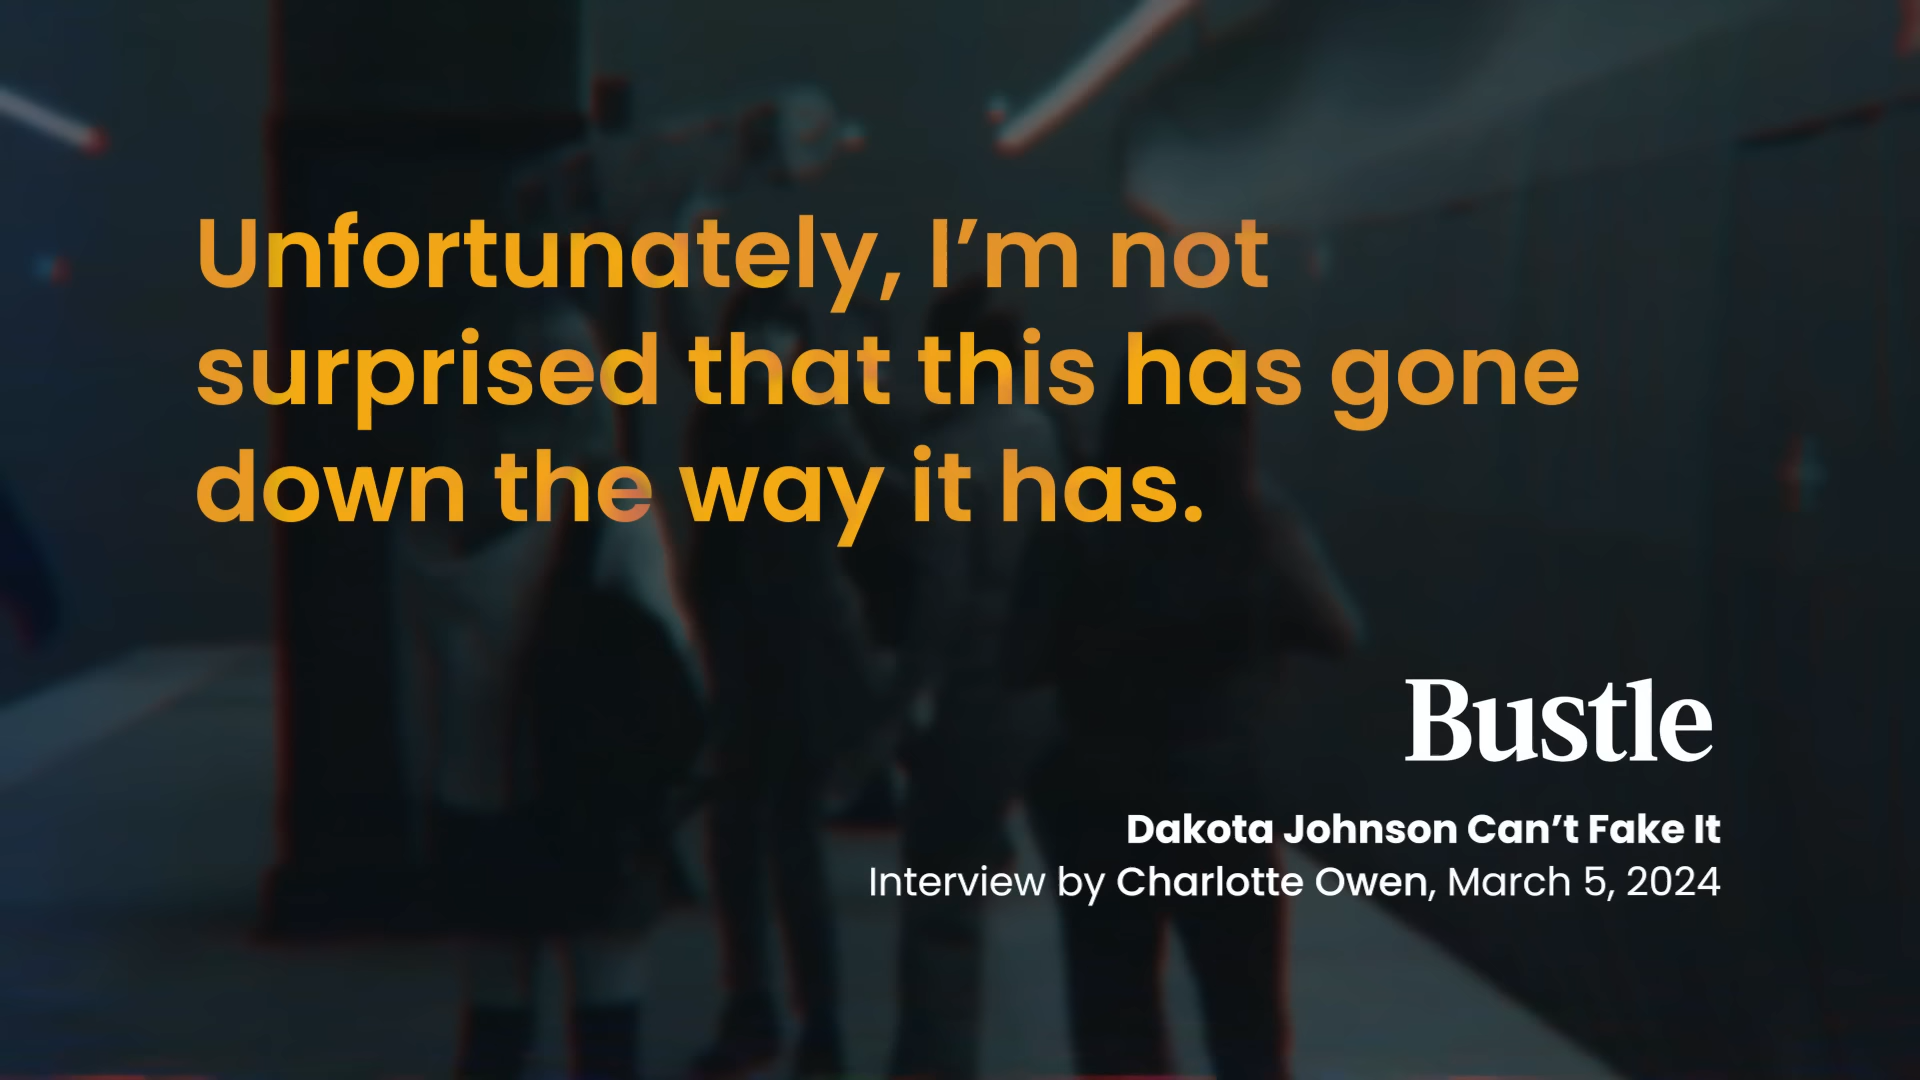 Unfortunately, I’m not
surprised that this has gone
down the way it has.
Bustle
Dakota Johnson Can’t Fake It
Interview by Charlotte Owen, March 5, 2024